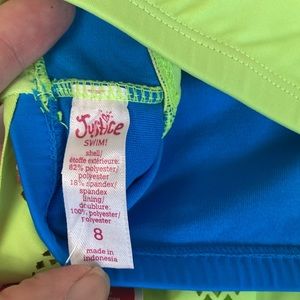 Justice
SWIM!
shell/
étoffe extérieure:
82% polyester/
polyester
18% spandex/
spandex
lining/
doublure:
100% polyester/
polyester
8
made in
indonesia